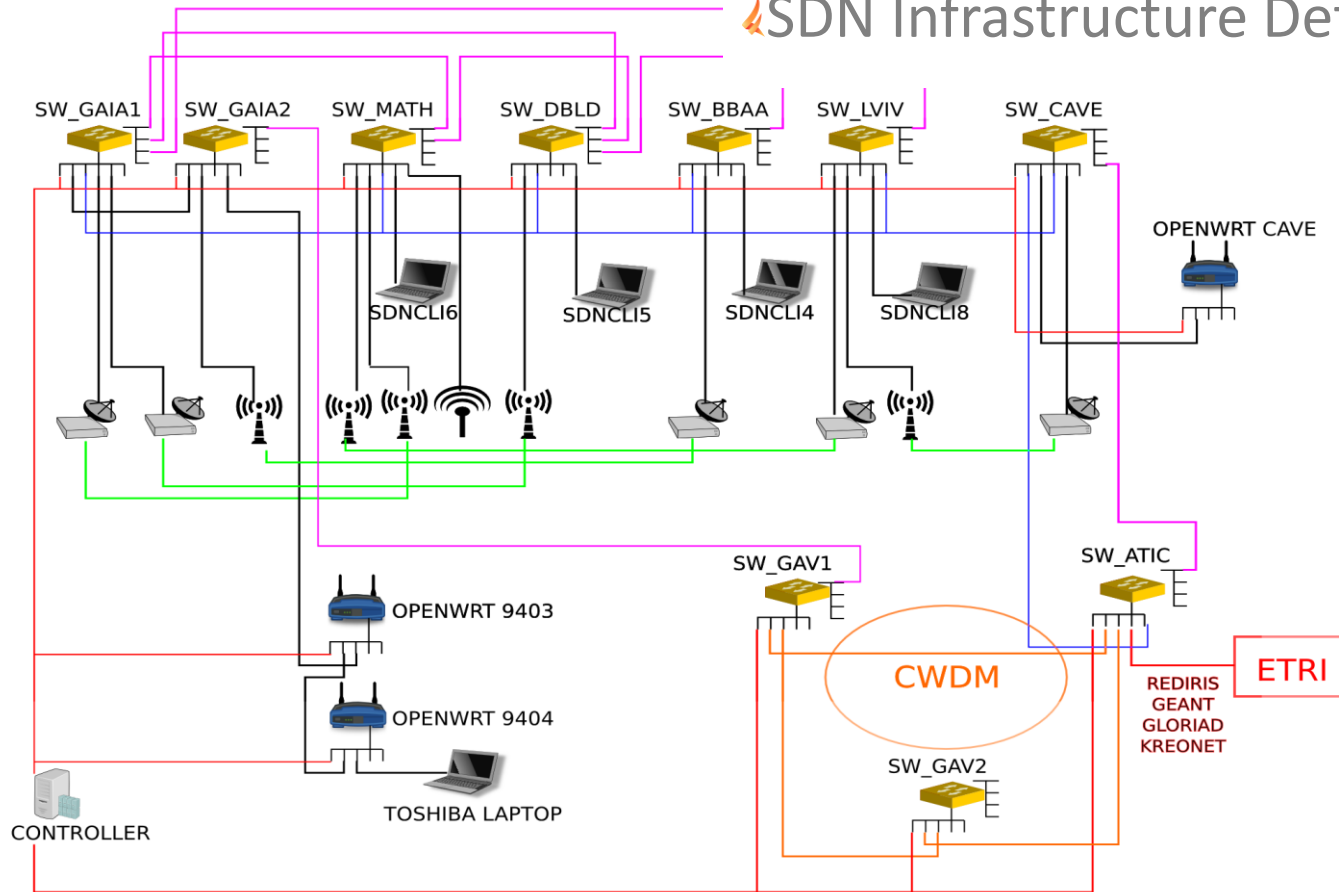 SDN Infrastructure Det
SW_GAIA1
SW_GAIA2
SW_MATH
SW_DBLD
SW_BBAA
SW_LVIV
SW_CAVE
OPENWRT CAVE
SDNCLI6
SDNCLI5
SDNCLI4
SDNCLI8
SW_GAV1
SW_ATIC
OPENWRT 9403
CWDM
ETRI
REDIRIS
GEANT
GLORIAD
KREONET
OPENWRT 9404
SW_GAV2
TOSHIBA LAPTOP
CONTROLLER